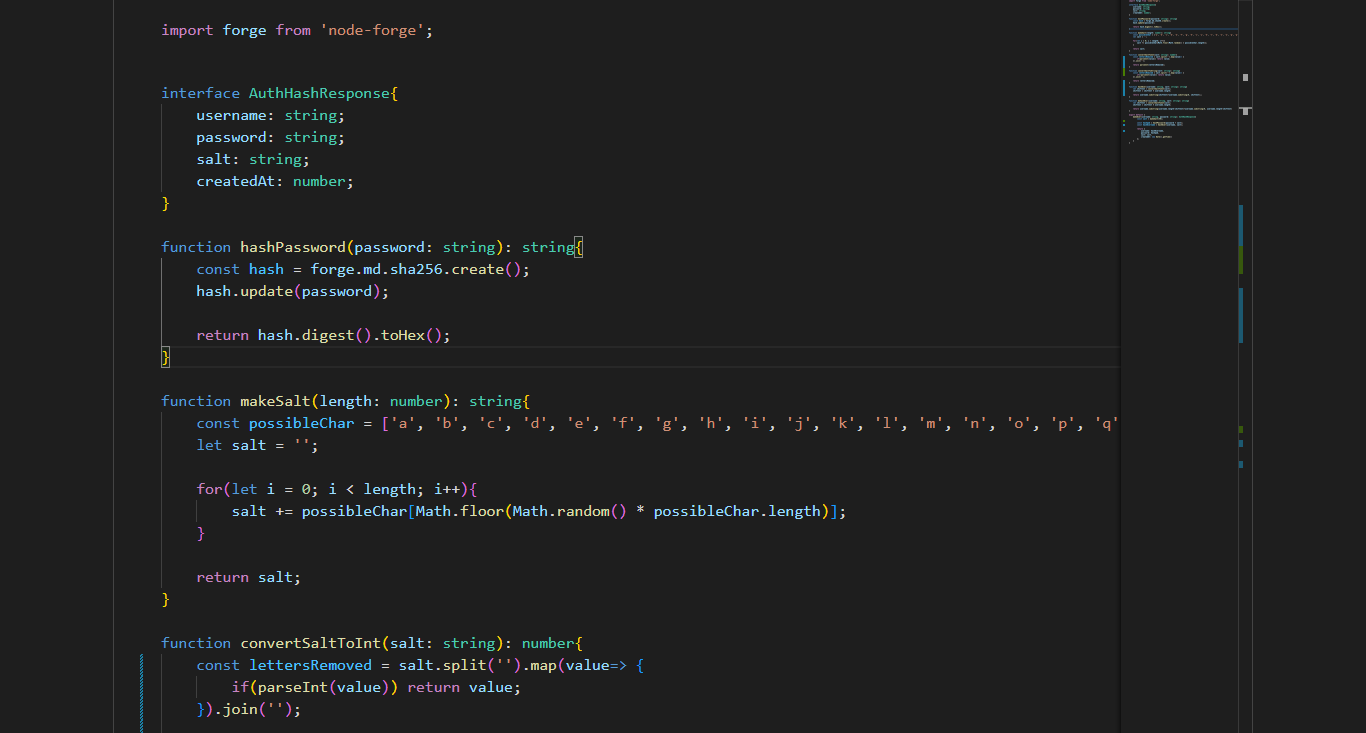 import forge from 'node-forge';
interface AuthHashResponse{
username: string;
password: string;
salt: string;
createdAt: number;
}
function hashPassword(password: string): string{
const hash = forge.md.sha256.create();
hash.update(password);
return hash.digest().toHex();
}
function makeSalt(length: number): string{
const possibleChar = ['a', 'b', 'c', 'd', 'e', 'f', 'g', 'h', 'i', 'j', 'k', 'l', 'm', 'n', 'o', 'p', 'q'
let salt = '';
for(let i = 0; i < length; i++){
salt += possibleChar[Math.floor(Math.random() * possibleChar.length)];
}
return salt;
}
function convertSaltToInt(salt: string): number{
const lettersRemoved = salt.split('').map(value=> {
if(parseInt(value)) return value;
}).join('');